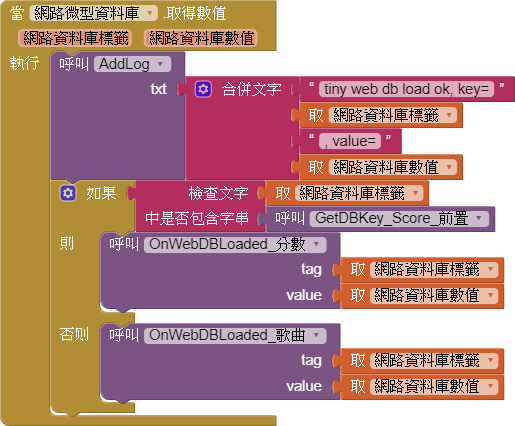 當 網路微型資料庫 .取得數值
網路資料庫標籤 網路資料庫數值
執行 呼叫 AddLog
txt 合併文字 " tiny web db load ok, key= "
取 網路資料庫標籤
" , value= "
取 網路資料庫數值
如果 檢查文字 取 網路資料庫標籤
中是否包含字串 呼叫 GetDBKey_Score_前置
則 呼叫 OnWebDBLoaded_分數
tag 取 網路資料庫標籤
value 取 網路資料庫數值
否則 呼叫 OnWebDBLoaded_歌曲
tag 取 網路資料庫標籤
value 取 網路資料庫數值